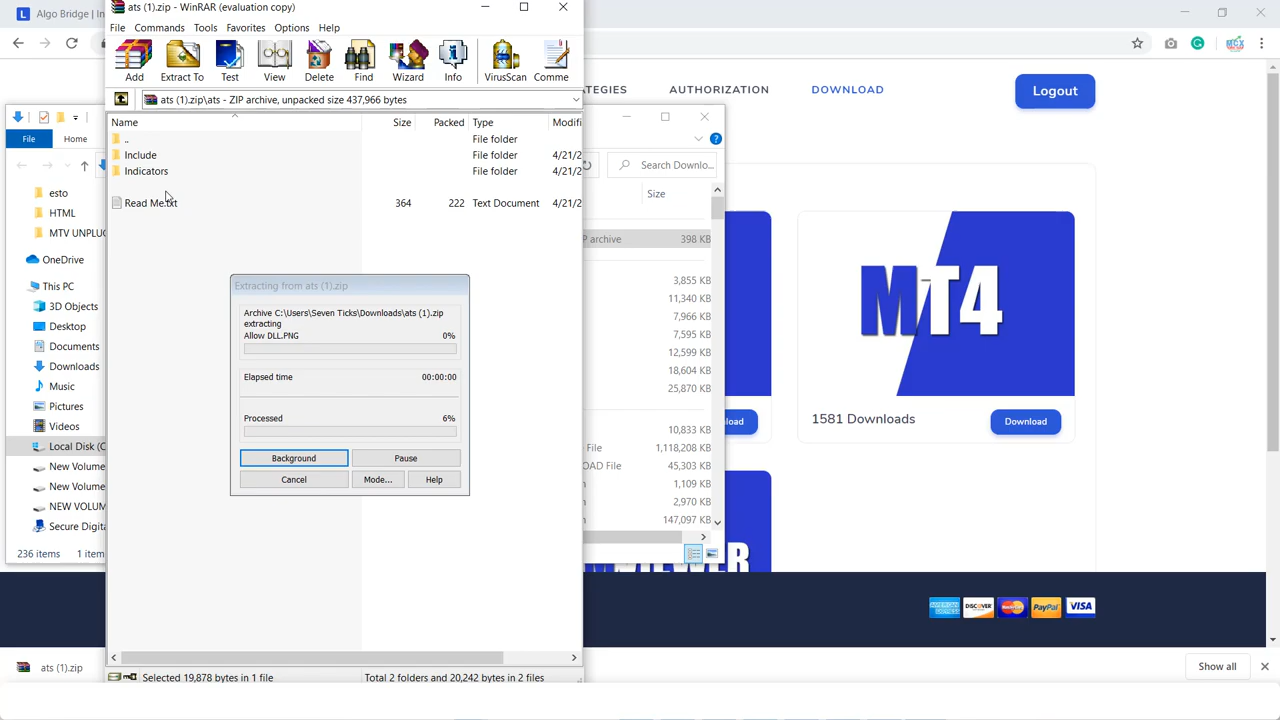 Algo Bridge | In
ats (1).zip - WinRAR (evaluation copy)
File Commands Tools Favorites Options Help
Add Extract To Test View Delete Find Wizard Info VirusScan Comme
ats (1).zip\ats - ZIP archive, unpacked size 437,966 bytes
Name Size Packed Type Modifi
.. File folder
Include File folder 4/21/2
Indicators File folder 4/21/2
Read Me.txt 364 222 Text Document 4/21/2
Extracting from ats (1).zip
Archive C:\Users\Seven Ticks\Downloads\ats (1).zip
extracting
Allow DLL.PNG 0%
Elapsed time 00:00:00
Processed 6%
Background Pause
Cancel Mode... Help
Selected 19,878 bytes in 1 file Total 2 folders and 20,242 bytes in 2 files
File Home
esto
HTML
MTV UNPLUG
OneDrive
This PC
3D Objects
Desktop
Documents
Downloads
Music
Pictures
Videos
Local Disk (C
New Volume
New Volume
NEW VOLUM
Secure Digita
236 items 1 item
Search Downlo...
Size
P archive 398 KB
3,855 KB
11,340 KB
7,966 KB
7,595 KB
12,599 KB
18,604 KB
25,870 KB
10,833 KB
File 1,118,208 KB
OAD File 45,303 KB
1,109 KB
2,970 KB
147,097 KB
TEGIES AUTHORIZATION DOWNLOAD Logout
MT4
load 1581 Downloads Download
VIEWER
AMERICAN EXPRESS DISCOVER MasterCard PayPal VISA
ats (1).zip Show all